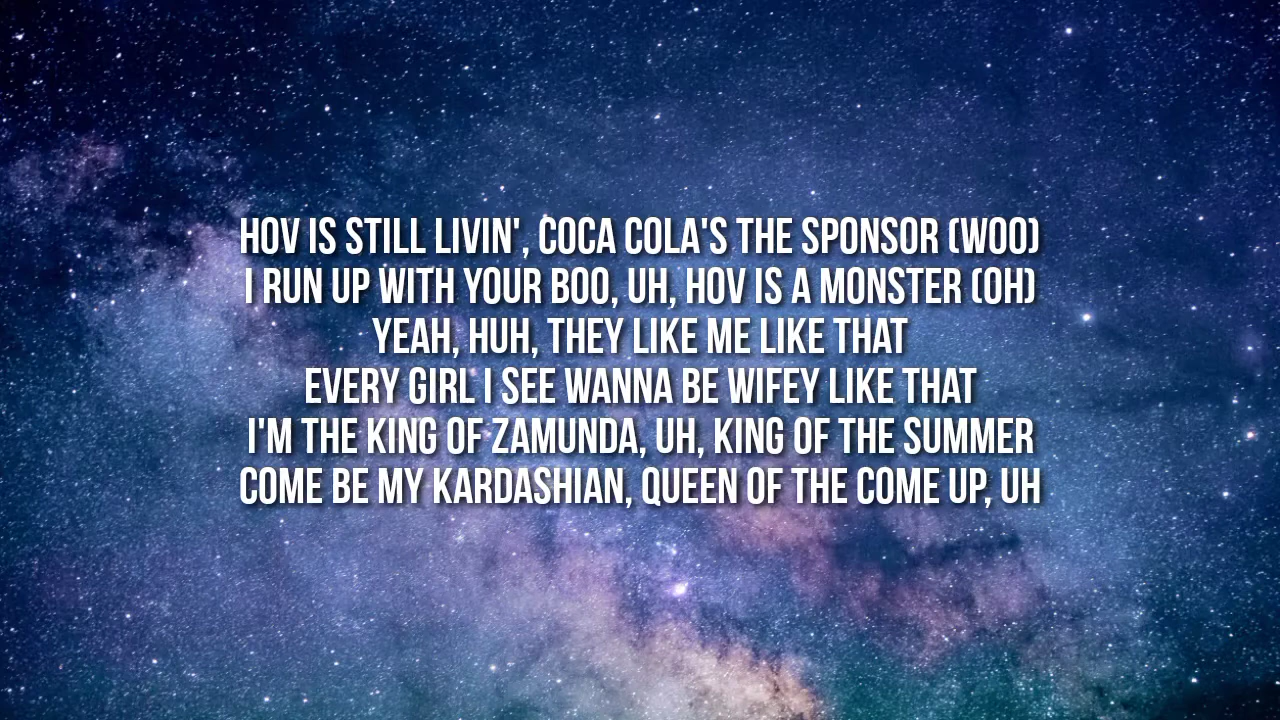 HOV IS STILL LIVIN', COCA COLA'S THE SPONSOR (WOO)
I RUN UP WITH YOUR BOO, UH, HOV IS A MONSTER (OH)
YEAH, HUH, THEY LIKE ME LIKE THAT
EVERY GIRL I SEE WANNA BE WIFEY LIKE THAT
I'M THE KING OF ZAMUNDA, UH, KING OF THE SUMMER
COME BE MY KARDASHIAN, QUEEN OF THE COME UP, UH